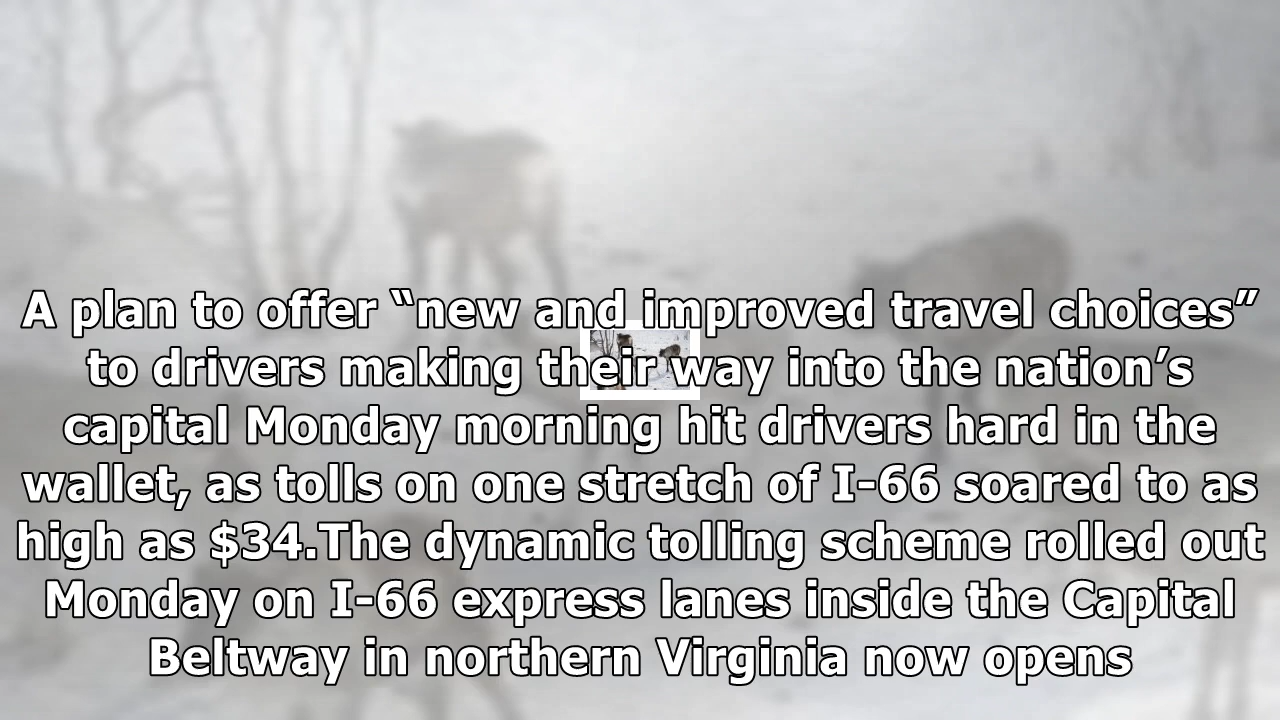 A plan to offer “new and improved travel choices”
to drivers making their way into the nation’s
capital Monday morning hit drivers hard in the
wallet, as tolls on one stretch of I-66 soared to as
high as $34.The dynamic tolling scheme rolled out
Monday on I-66 express lanes inside the Capital
Beltway in northern Virginia now opens